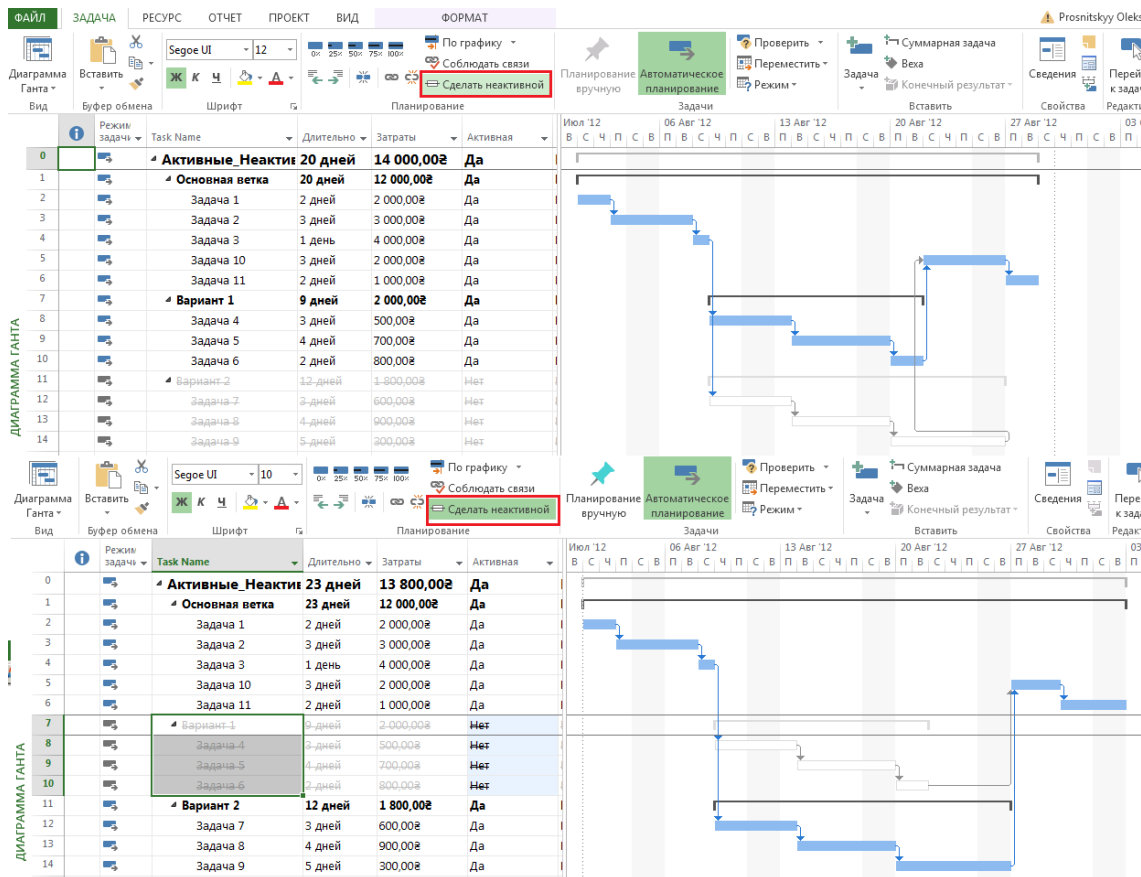 ФАЙЛ ЗАДАЧА РЕСУРС ОТЧЕТ ПРОЕКТ ВИД ФОРМАТ Prosnitskyy Oleks
Segoe UI 12 0× 25× 50× 75× 100× По графику Проверить Суммарная задача
Соблюдать связи Переместить Веха
Диаграмма Ганта Вставить Ж К Ч А Сделать неактивной Планирование вручную Автоматическое планирование Режим Задача Конечный результат Сведения Перей к задач
Вид Буфер обмена Шрифт Планирование Задачи Вставить Свойства Редакти
Режим задачи Task Name Длительно Затраты Активная Июл '12 06 Авг '12 13 Авг '12 20 Авг '12 27 Авг '12 03
В С Ч П С В П В С Ч П С В П В С Ч П С В П В С Ч П С В П В С Ч П С В П
0 Активные_Неактив 20 дней 14 000,00₴ Да
1 Основная ветка 20 дней 12 000,00₴ Да
2 Задача 1 2 дней 2 000,00₴ Да
3 Задача 2 3 дней 3 000,00₴ Да
4 Задача 3 1 день 4 000,00₴ Да
5 Задача 10 3 дней 2 000,00₴ Да
6 Задача 11 2 дней 1 000,00₴ Да
7 Вариант 1 9 дней 2 000,00₴ Да
8 Задача 4 3 дней 500,00₴ Да
9 Задача 5 4 дней 700,00₴ Да
10 Задача 6 2 дней 800,00₴ Да
11 Вариант 2 12 дней 1 800,00₴ Нет
12 Задача 7 3 дней 600,00₴ Нет
13 Задача 8 4 дней 900,00₴ Нет
14 Задача 9 5 дней 300,00₴ Нет
ДИАГРАММА ГАНТА
Segoe UI 10 0× 25× 50× 75× 100× По графику Проверить Суммарная задача
Соблюдать связи Переместить Веха
Диаграмма Ганта Вставить Ж К Ч А Сделать неактивной Планирование вручную Автоматическое планирование Режим Задача Конечный результат Сведения Пере к зад
Вид Буфер обмена Шрифт Планирование Задачи Вставить Свойства Редак
Режим задачи Task Name Длительно Затраты Активная Июл '12 06 Авг '12 13 Авг '12 20 Авг '12 27 Авг '12 03
В С Ч П С В П В С Ч П С В П В С Ч П С В П В С Ч П С В П В С Ч П С В П
0 Активные_Неактив 23 дней 13 800,00₴ Да
1 Основная ветка 23 дней 12 000,00₴ Да
2 Задача 1 2 дней 2 000,00₴ Да
3 Задача 2 3 дней 3 000,00₴ Да
4 Задача 3 1 день 4 000,00₴ Да
5 Задача 10 3 дней 2 000,00₴ Да
6 Задача 11 2 дней 1 000,00₴ Да
7 Вариант 1 9 дней 2 000,00₴ Нет
8 Задача 4 3 дней 500,00₴ Нет
9 Задача 5 4 дней 700,00₴ Нет
10 Задача 6 2 дней 800,00₴ Нет
11 Вариант 2 12 дней 1 800,00₴ Да
12 Задача 7 3 дней 600,00₴ Да
13 Задача 8 4 дней 900,00₴ Да
14 Задача 9 5 дней 300,00₴ Да
ДИАГРАММА ГАНТА